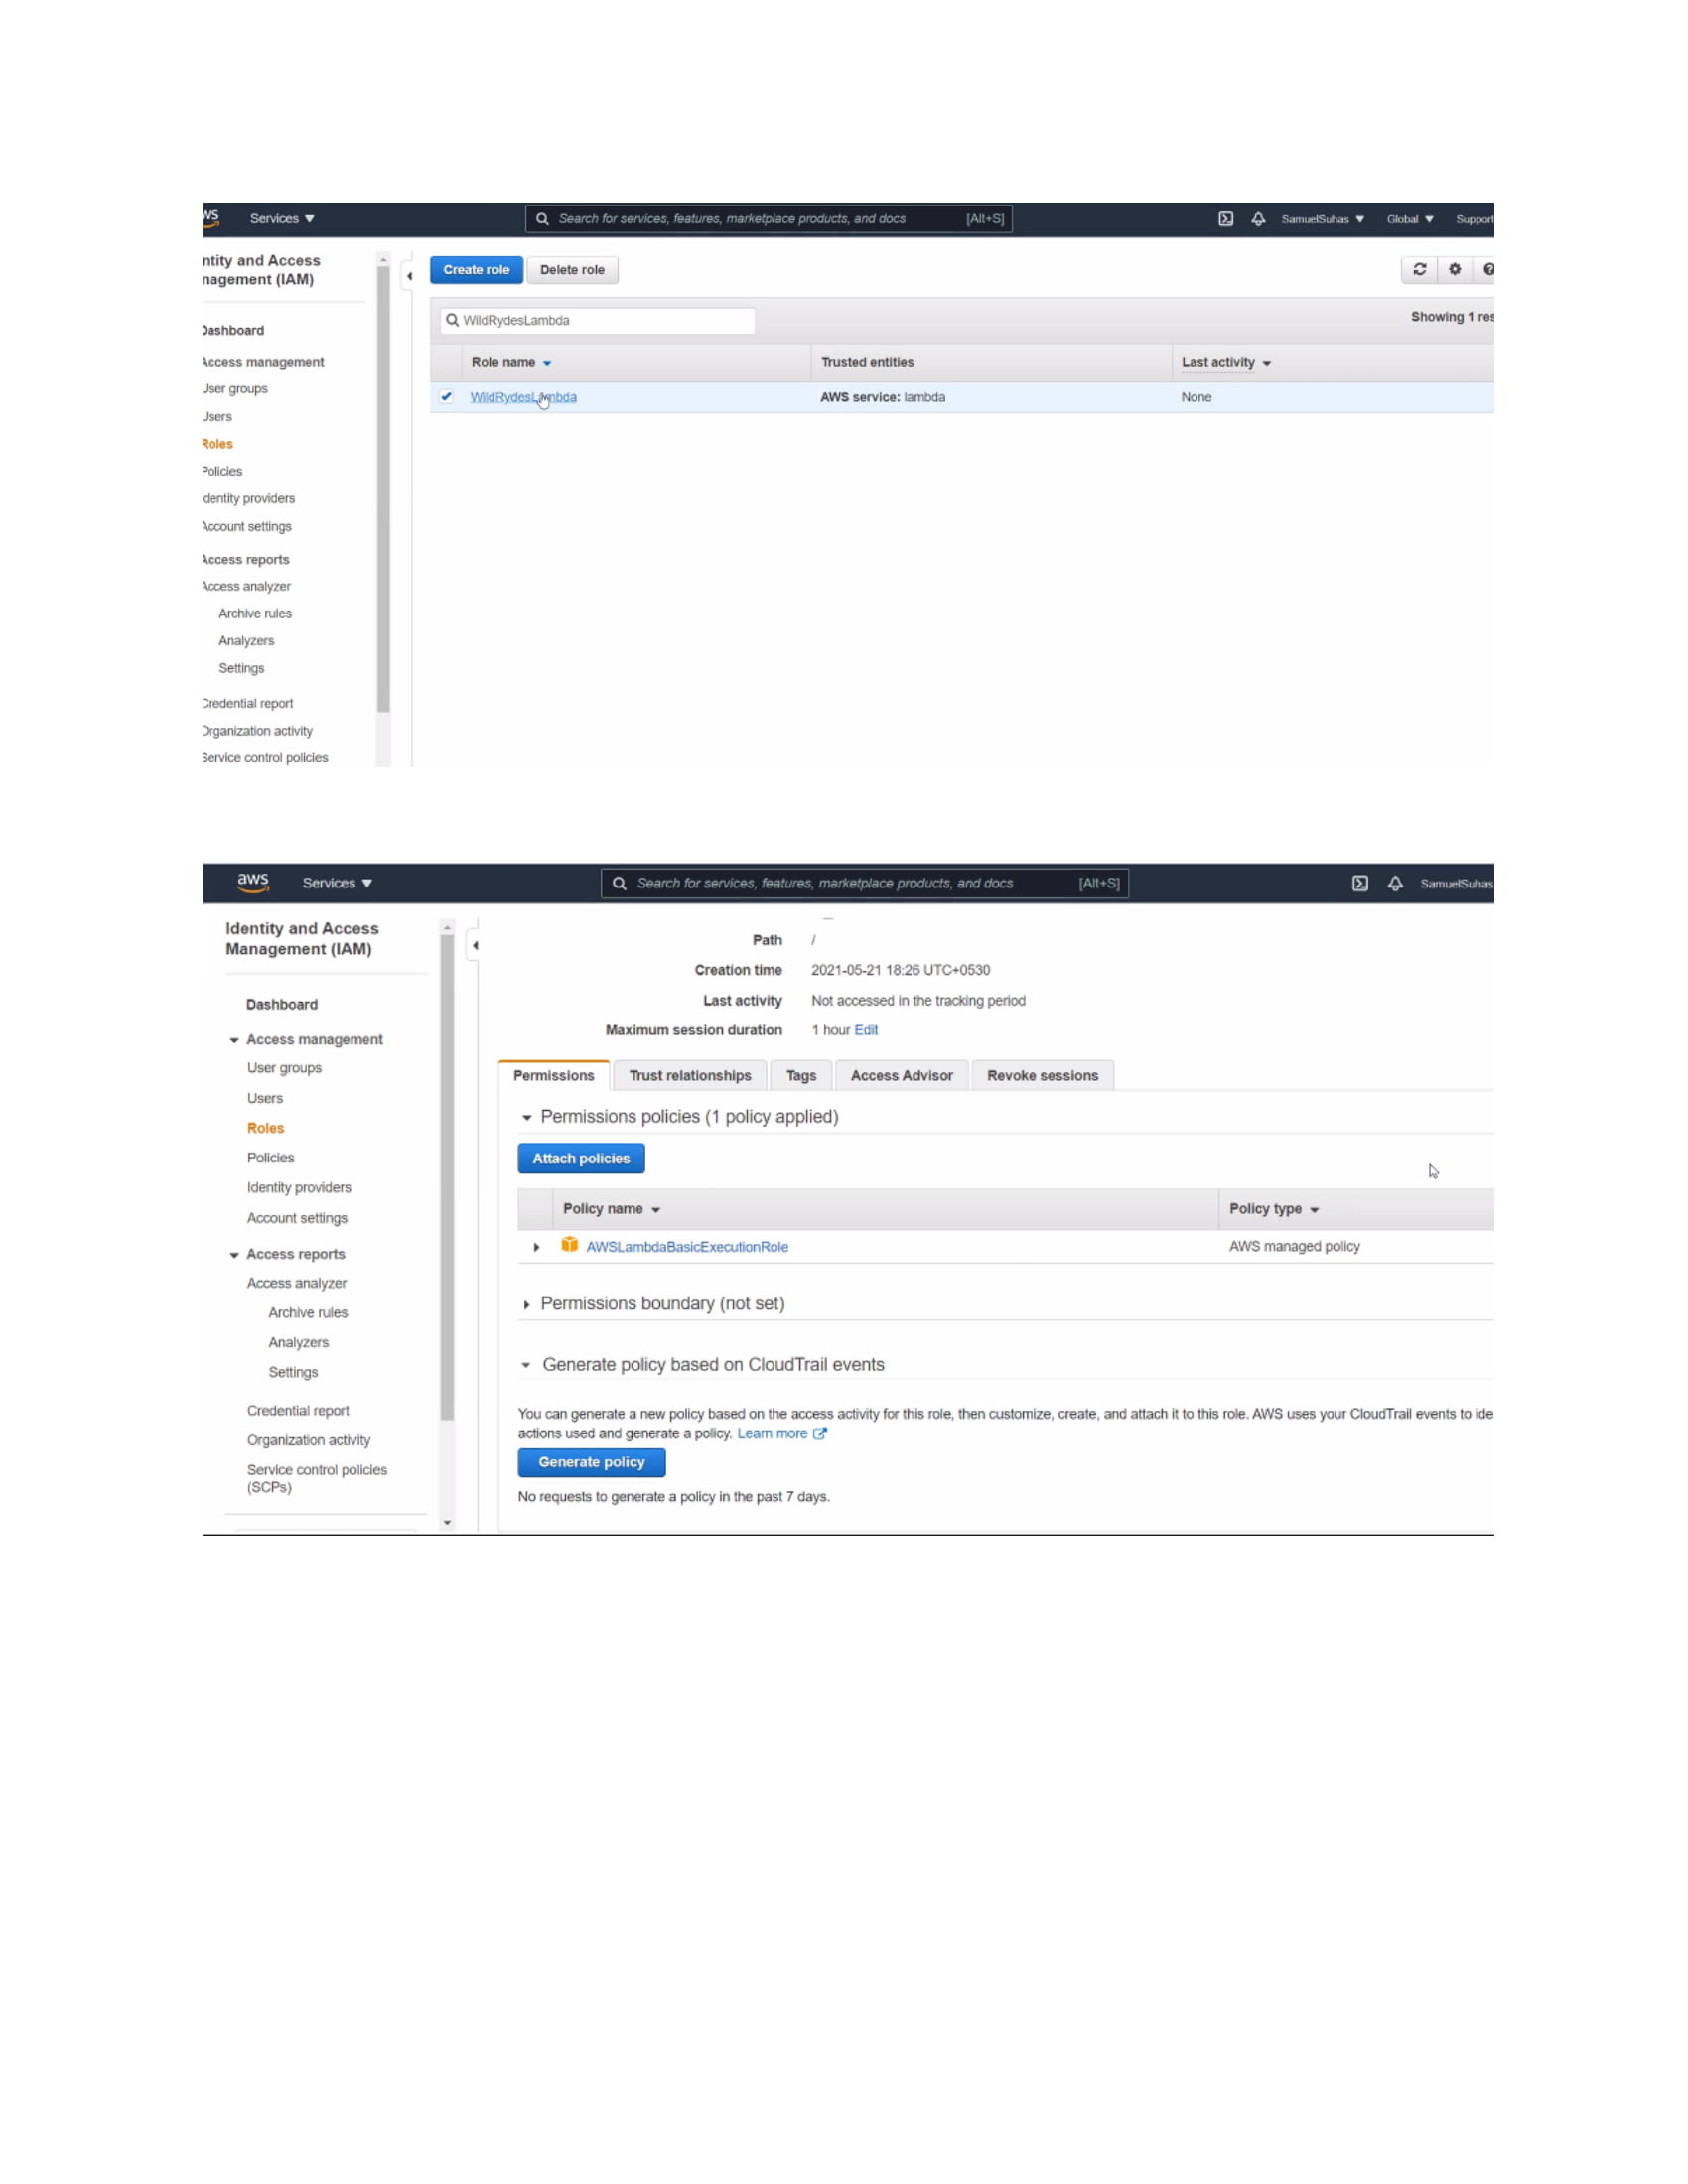 ws Services ▼ Search for services, features, marketplace products, and docs [Alt+S] SamuelSuhas ▼ Global ▼ Support
ntity and Access
nagement (IAM)
Create role Delete role
WildRydesLambda Showing 1 res
Dashboard
Role name Trusted entities Last activity
Access management
WildRydesLambda AWS service: lambda None
User groups
Users
Roles
Policies
dentity providers
Account settings
Access reports
Access analyzer
Archive rules
Analyzers
Settings
Credential report
Organization activity
Service control policies
aws Services ▼ Search for services, features, marketplace products, and docs [Alt+S] SamuelSuhas
Identity and Access
Management (IAM)
Dashboard
Access management
User groups
Users
Roles
Policies
Identity providers
Account settings
Access reports
Access analyzer
Archive rules
Analyzers
Settings
Credential report
Organization activity
Service control policies
(SCPs)
Path /
Creation time 2021-05-21 18:26 UTC+0530
Last activity Not accessed in the tracking period
Maximum session duration 1 hour Edit
Permissions Trust relationships Tags Access Advisor Revoke sessions
Permissions policies (1 policy applied)
Attach policies
Policy name Policy type
AWSLambdaBasicExecutionRole AWS managed policy
Permissions boundary (not set)
Generate policy based on CloudTrail events
You can generate a new policy based on the access activity for this role, then customize, create, and attach it to this role. AWS uses your CloudTrail events to ide
actions used and generate a policy. Learn more
Generate policy
No requests to generate a policy in the past 7 days.